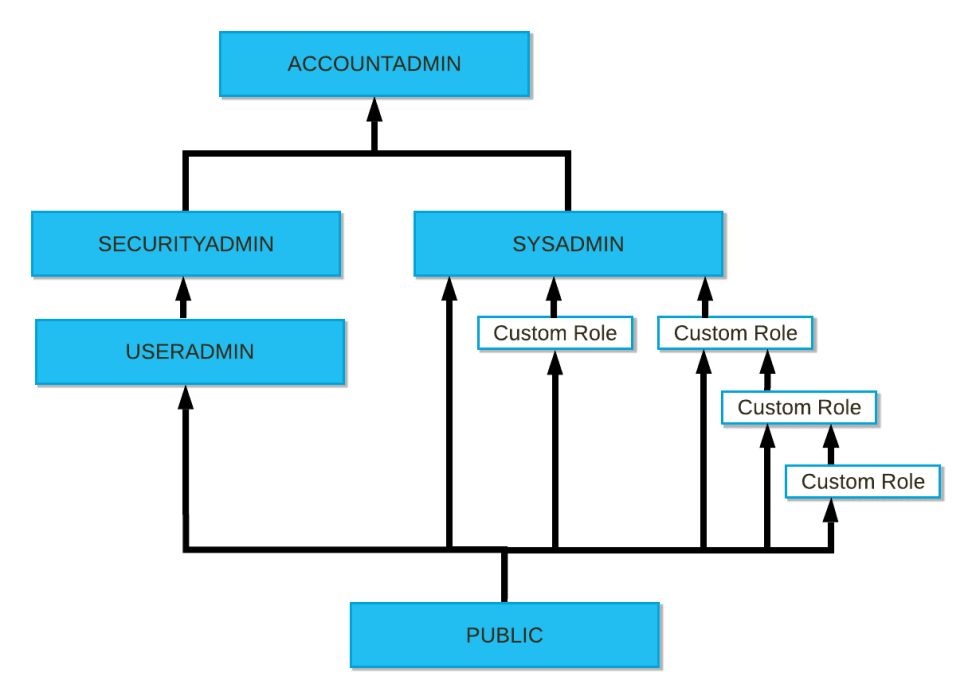 ACCOUNTADMIN
SECURITYADMIN
SYSADMIN
Custom Role
Custom Role
USERADMIN
Custom Role
Custom Role
PUBLIC